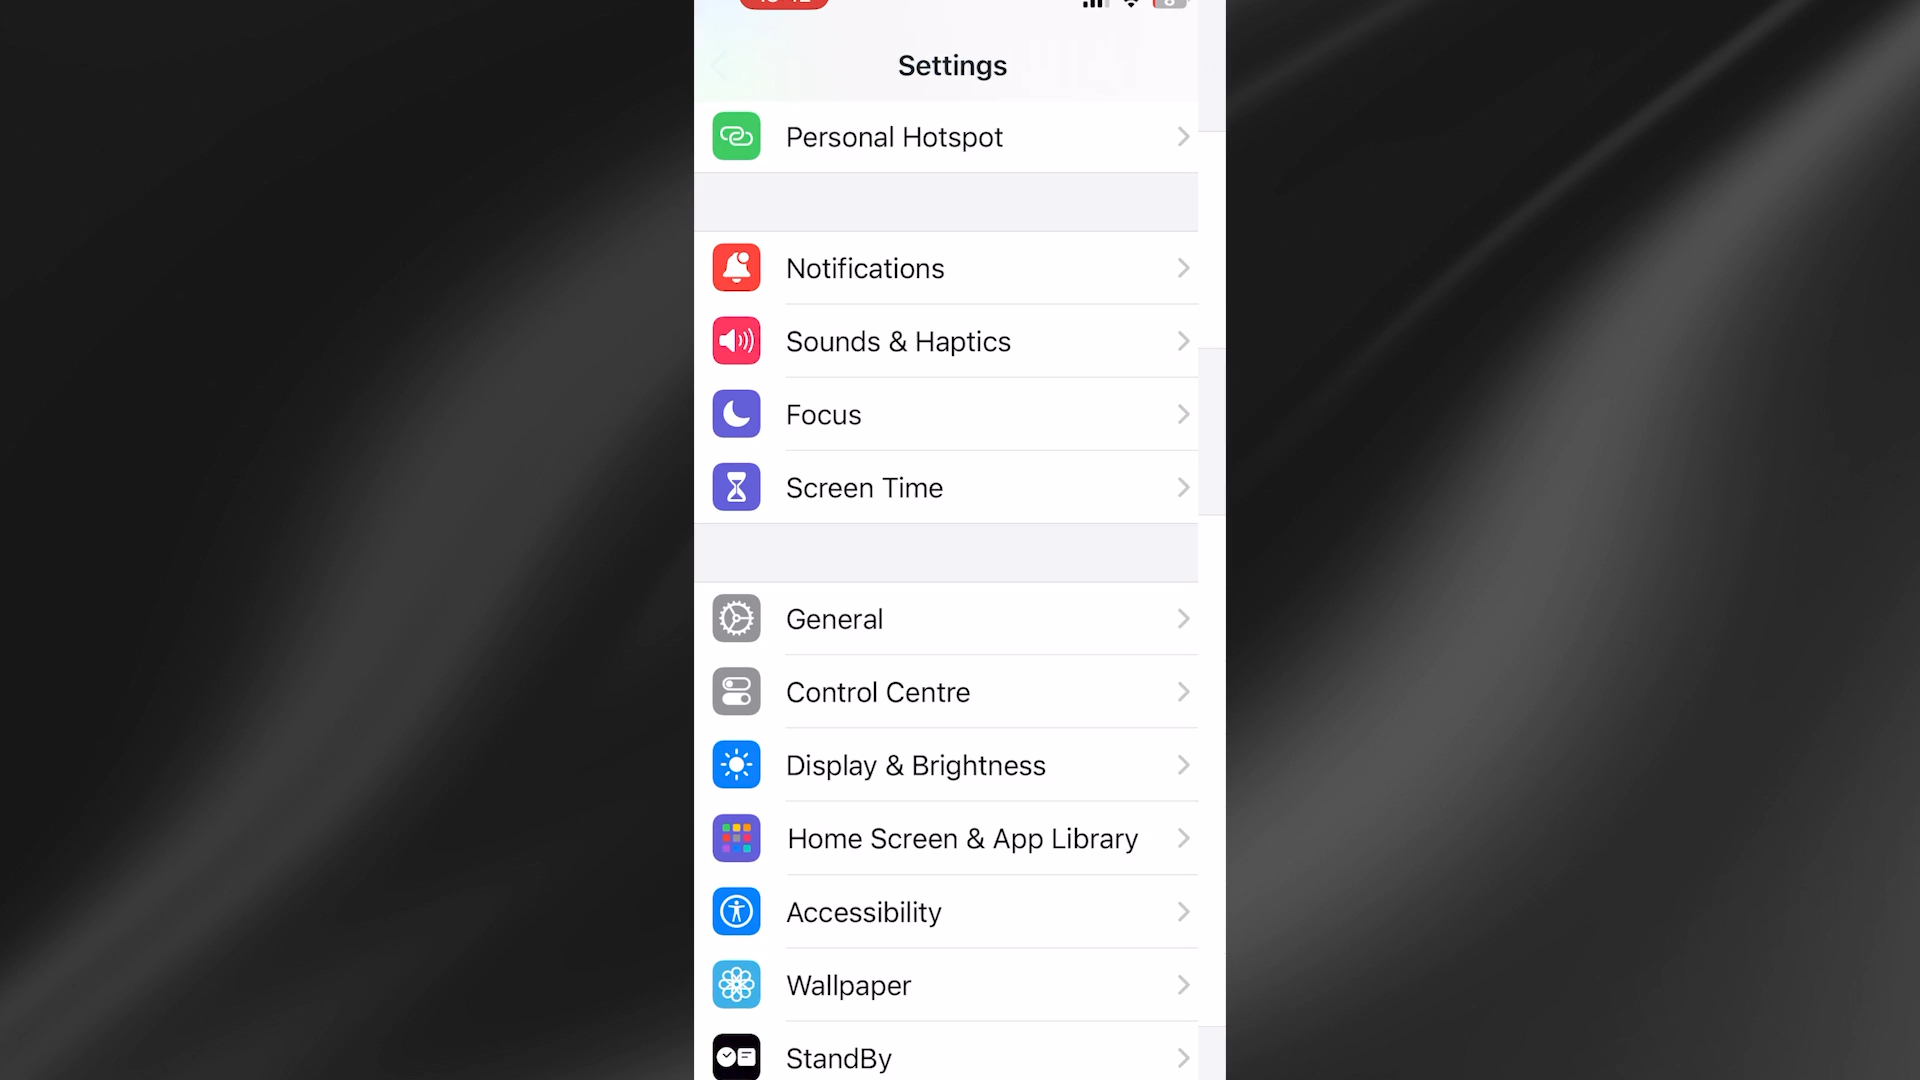 Settings
Personal Hotspot
Notifications
Sounds & Haptics
Focus
Screen Time
General
Control Centre
Display & Brightness
Home Screen & App Library
Accessibility
Wallpaper
StandBy